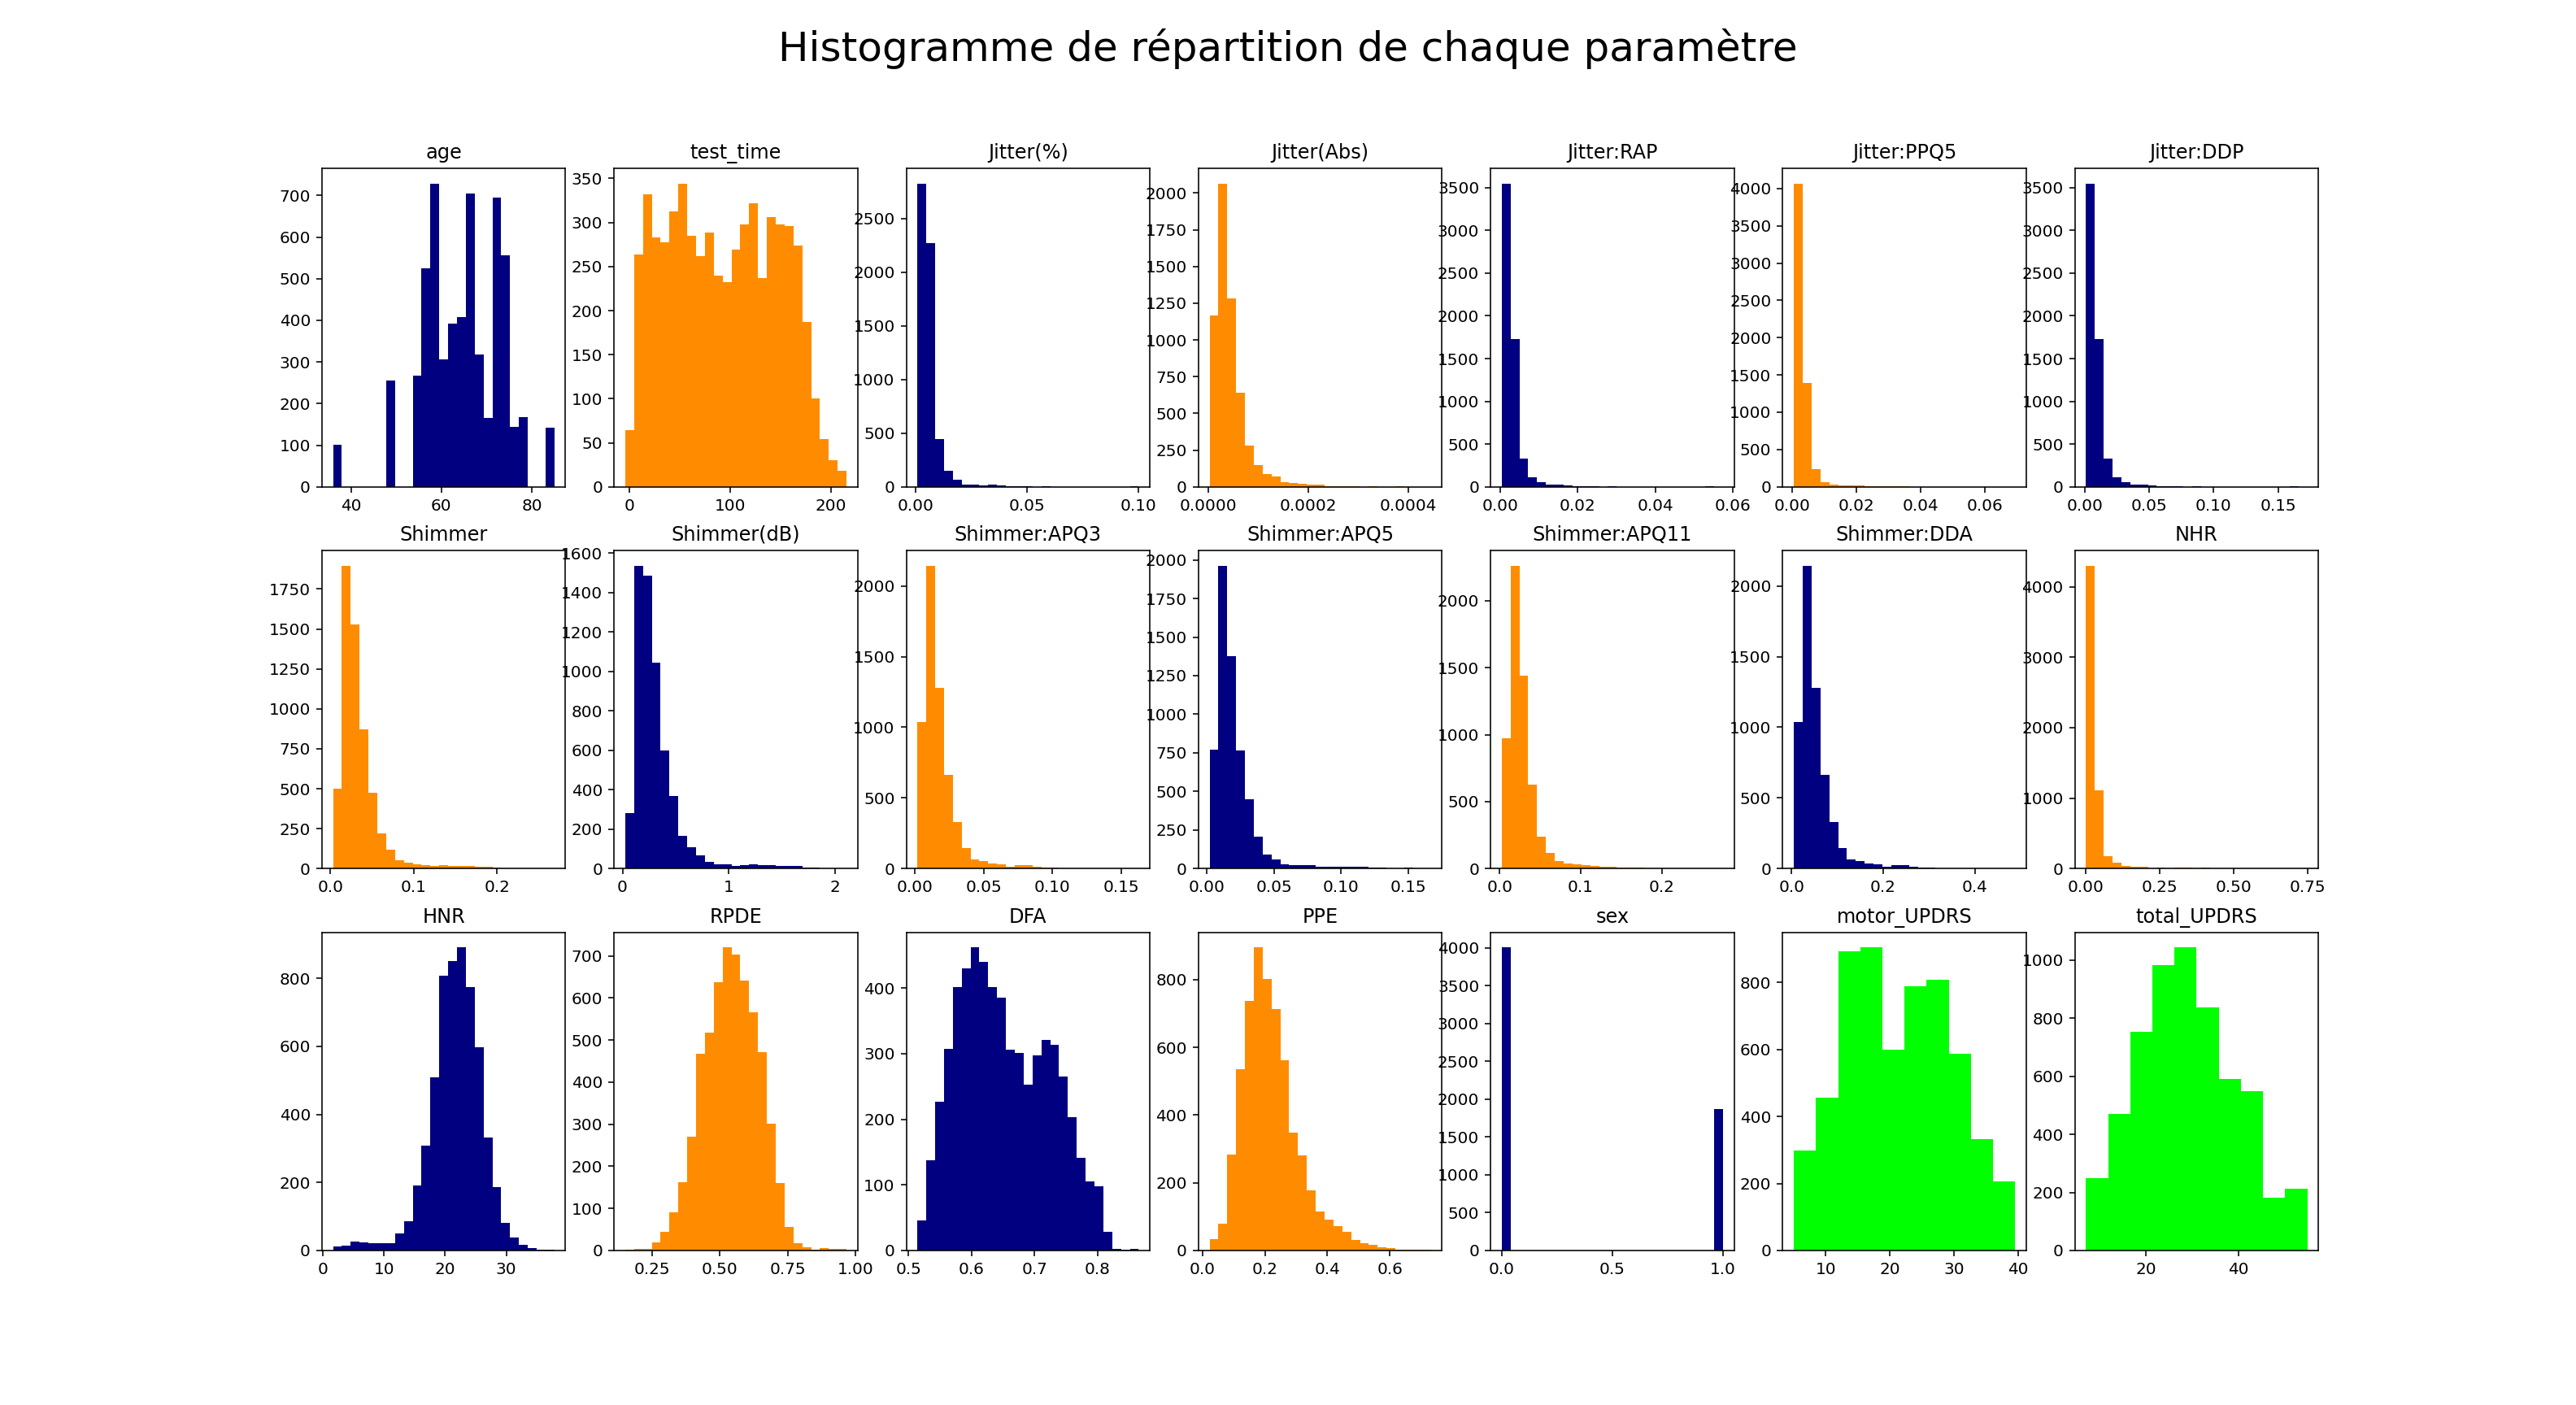 Histogramme de répartition de chaque paramètre
age test_time Jitter(%) Jitter(Abs) Jitter:RAP Jitter:PPQ5 Jitter:DDP
700 600 500 400 300 200 100 0
40 60 80
350 300 250 200 150 100 50 0
0 100 200
2500 2000 1500 1000 500 0
0.00 0.05 0.10
2000 1750 1500 1250 1000 750 500 250 0
0.0000 0.0002 0.0004
3500 3000 2500 2000 1500 1000 500 0
0.00 0.02 0.04 0.06
4000 3500 3000 2500 2000 1500 1000 500 0
0.00 0.02 0.04 0.06
3500 3000 2500 2000 1500 1000 500 0
0.00 0.05 0.10 0.15
Shimmer Shimmer(dB) Shimmer:APQ3 Shimmer:APQ5 Shimmer:APQ11 Shimmer:DDA NHR
1750 1500 1250 1000 750 500 250 0
0.0 0.1 0.2
1600 1400 1200 1000 800 600 400 200 0
0 1 2
2000 1500 1000 500 0
0.00 0.05 0.10 0.15
2000 1750 1500 1250 1000 750 500 250 0
0.00 0.05 0.10 0.15
2000 1500 1000 500 0
0.0 0.1 0.2
2000 1500 1000 500 0
0.0 0.2 0.4
4000 3000 2000 1000 0
0.00 0.25 0.50 0.75
HNR RPDE DFA PPE sex motor_UPDRS total_UPDRS
800 600 400 200 0
0 10 20 30
700 600 500 400 300 200 100 0
0.25 0.50 0.75 1.00
400 300 200 100 0
0.5 0.6 0.7 0.8
800 600 400 200 0
0.0 0.2 0.4 0.6
4000 3500 3000 2500 2000 1500 1000 500 0
0.0 0.5 1.0
800 600 400 200 0
10 20 30 40
1000 800 600 400 200 0
20 40